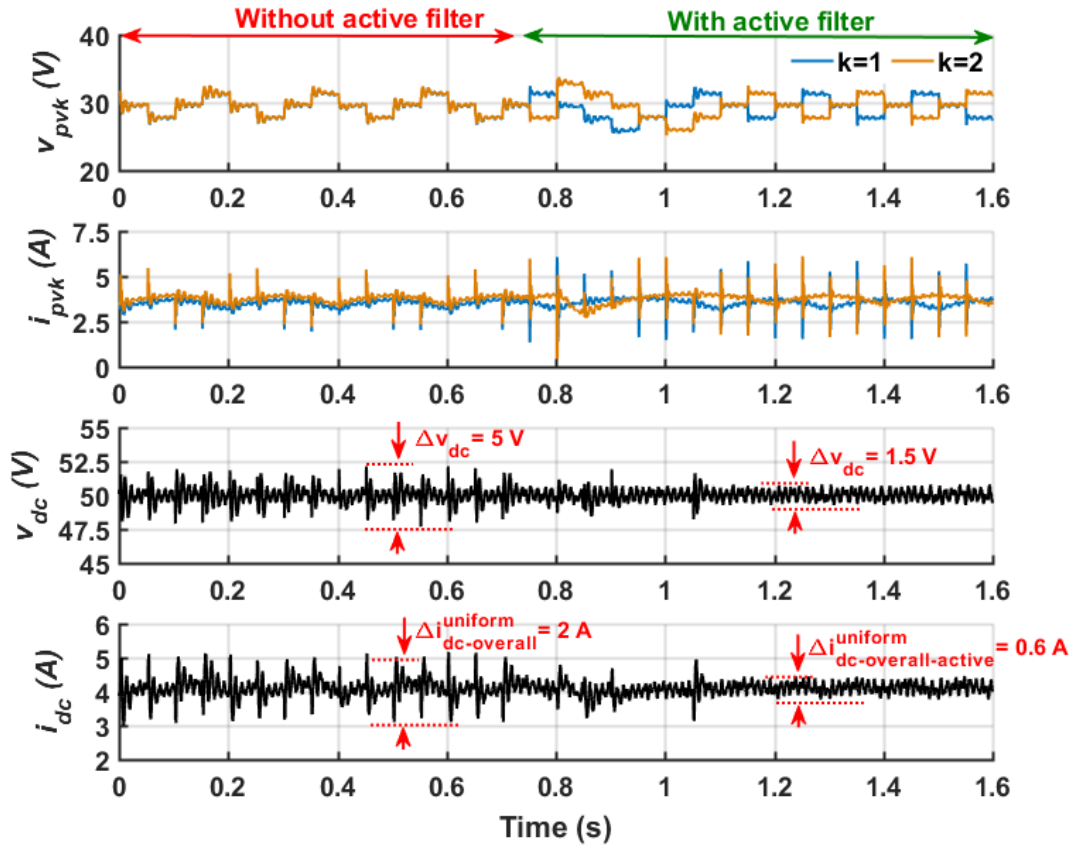 Without active filter With active filter
40
30
20
v_pvk (V)
k=1 k=2
0 0.2 0.4 0.6 0.8 1 1.2 1.4 1.6
7.5
5
2.5
0
i_pvk (A)
0 0.2 0.4 0.6 0.8 1 1.2 1.4 1.6
55
52.5
50
47.5
45
v_dc (V)
Δv_dc = 5 V
Δv_dc = 1.5 V
0 0.2 0.4 0.6 0.8 1 1.2 1.4 1.6
6
5
4
3
2
i_dc (A)
Δi^uniform_dc-overall = 2 A
Δi^uniform_dc-overall-active = 0.6 A
0 0.2 0.4 0.6 0.8 1 1.2 1.4 1.6
Time (s)